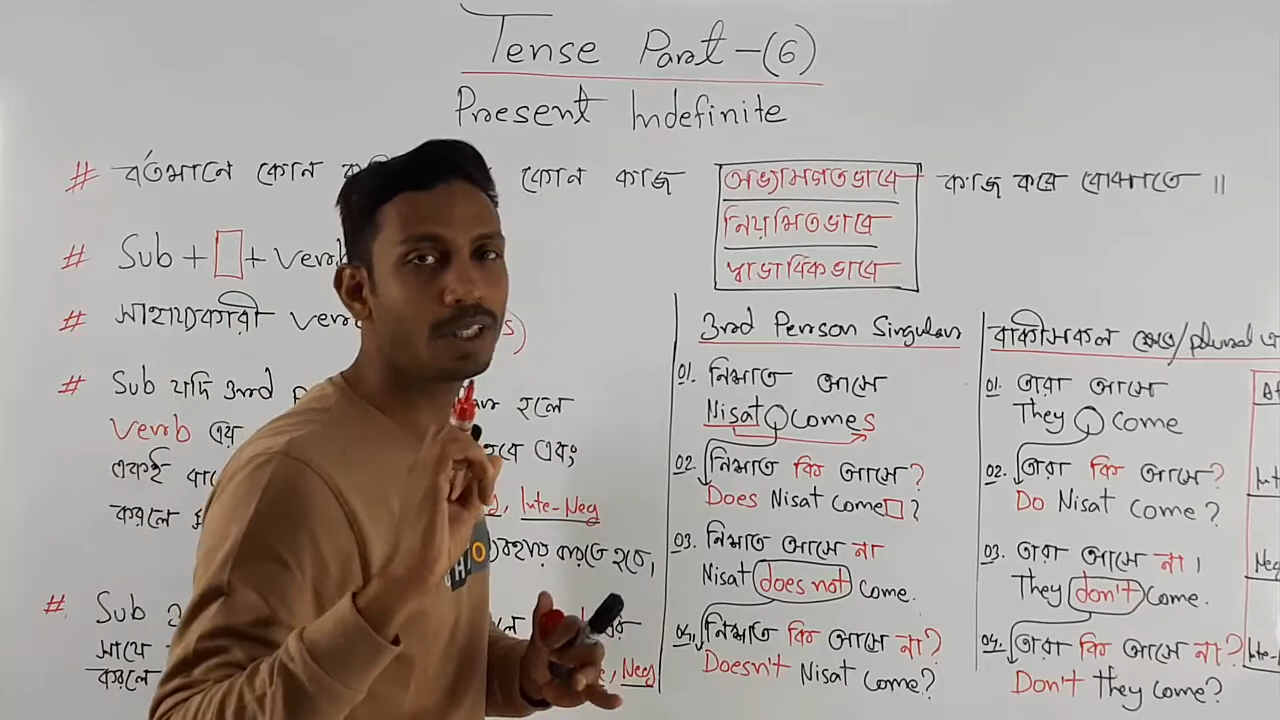 Tense Part-(6)
Present Indefinite
# বর্তমানে কোন কোন কাজ অভ্যাসগতভাবে কাজ করে বোঝাতে ॥
নিয়মিতভাবে
স্বাভাবিকভাবে
# Sub + □ + Verb
# সাহায্যকারী Verb s)
# Sub যদি 3rd হলে
Verb এর হবে এবং
একই
করলে , Inte-Neg
ব্যবহার করতে হবে।
# Sub
সাথে
করলে , Neg
3rd Person Singular
01. নিসাত আসে
Nisat comes
02. নিসাত কি আসে?
Does Nisat come□?
03. নিসাত আসে না
Nisat does not come.
04. নিসাত কি আসে না?
Doesn't Nisat come?
বাকীসকল ক্ষেত্রে/plural এ
01. তারা আসে
They come
02. তারা কি আসে?
Do Nisat come?
03. তারা আসে না।
They don't come.
04. তারা কি আসে না?
Don't they come?